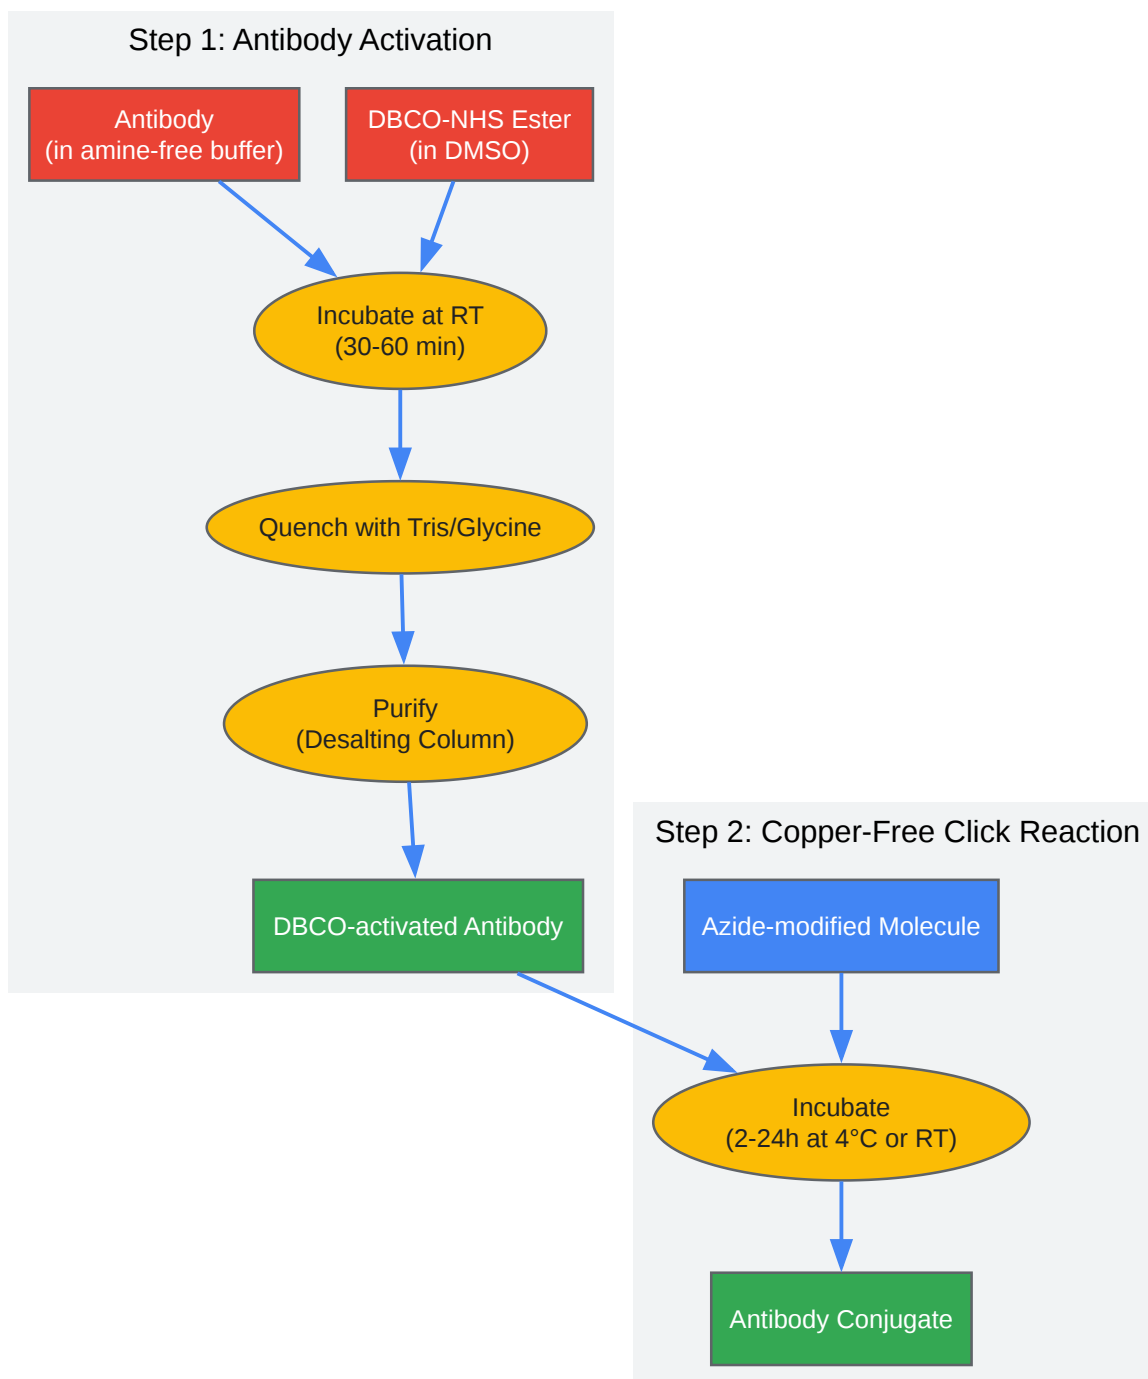 Step 1: Antibody Activation
Antibody
(in amine-free buffer)
DBCO-NHS Ester
(in DMSO)
Incubate at RT
(30-60 min)
Quench with Tris/Glycine
Purify
(Desalting Column)
DBCO-activated Antibody
Step 2: Copper-Free Click Reaction
Azide-modified Molecule
Incubate
(2-24h at 4°C or RT)
Antibody Conjugate